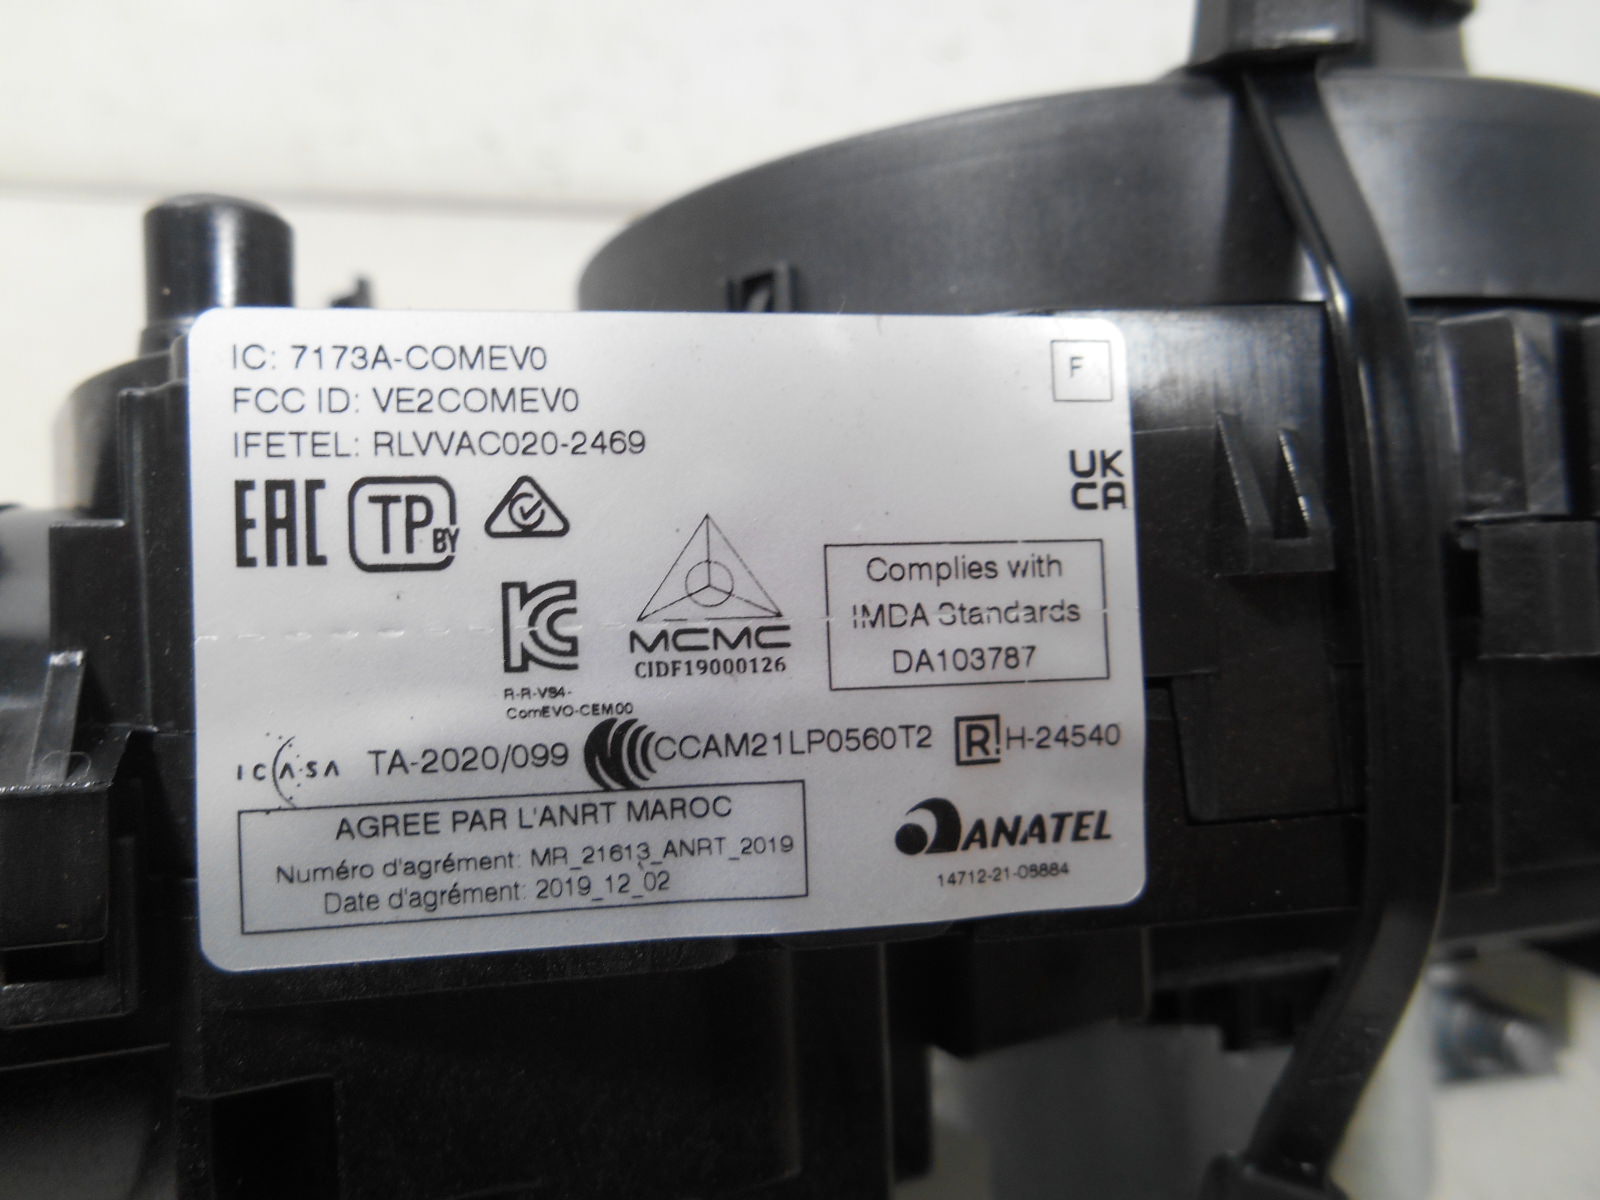 IC: 7173A-COMEV0
F
FCC ID: VE2COMEV0
IFETEL: RLVVAC020-2469
UK
CA
EAC TP BY
Complies with
IMDA Standards
DA103787
KC
MCMC
CIDF19000126
R-R-VS4-
ComEVO-CEM00
ICASA TA-2020/099 CCAM21LP0560T2 R! H-24540
AGREE PAR L'ANRT MAROC
Numéro d'agrément: MR_21613_ANRT_2019
Date d'agrément: 2019_12_02
ANATEL
14712-21-08884